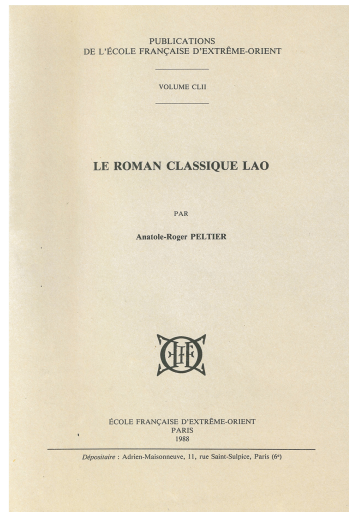 PUBLICATIONS
DE L'ÉCOLE FRANÇAISE D'EXTRÊME-ORIENT
VOLUME CLII
LE ROMAN CLASSIQUE LAO
PAR
Anatole-Roger PELTIER
ÉCOLE FRANÇAISE D'EXTRÊME-ORIENT
PARIS
1988
Dépositaire : Adrien-Maisonneuve, 11, rue Saint-Sulpice, Paris (6e)